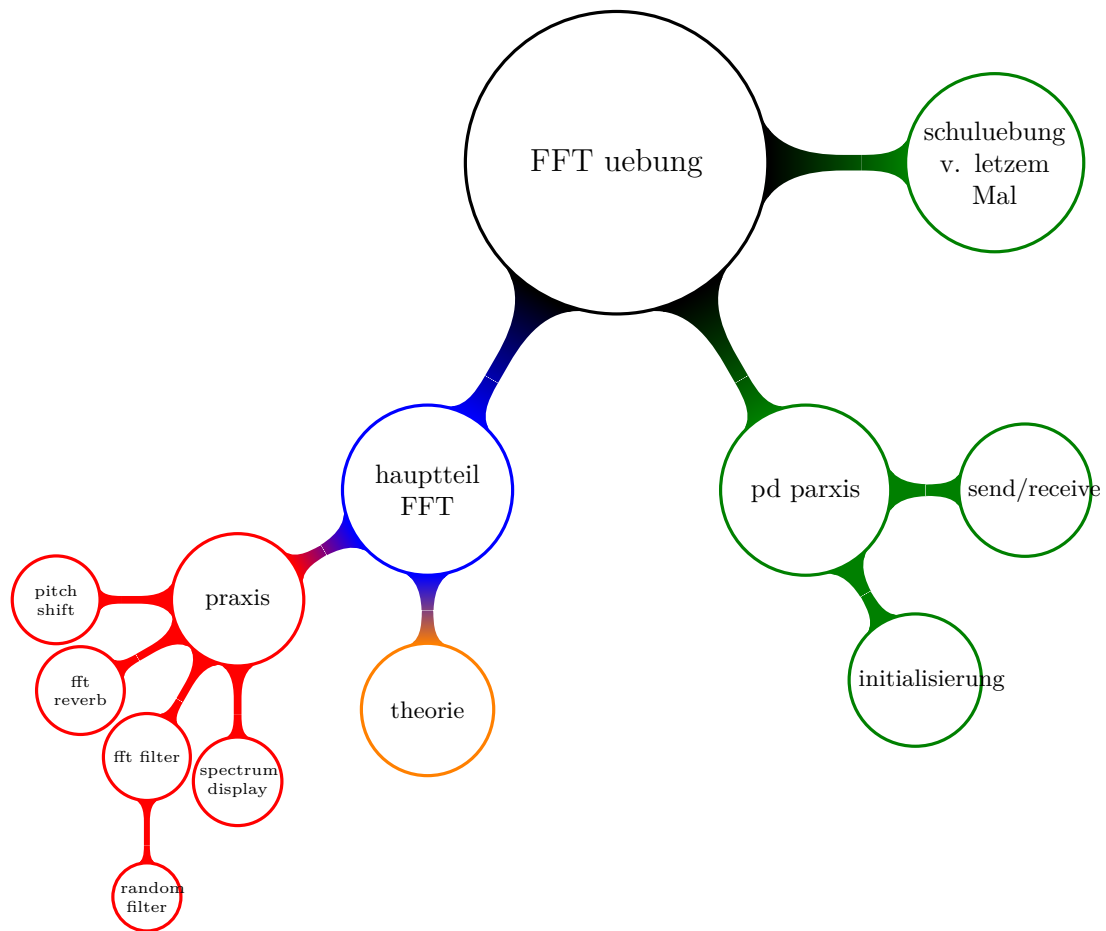 FFT uebung
schuluebung
v. letzem
Mal
hauptteil
FFT
pd parxis
send/receive
praxis
pitch
shift
fft
reverb
initialisierung
theorie
fft filter
spectrum
display
random
filter